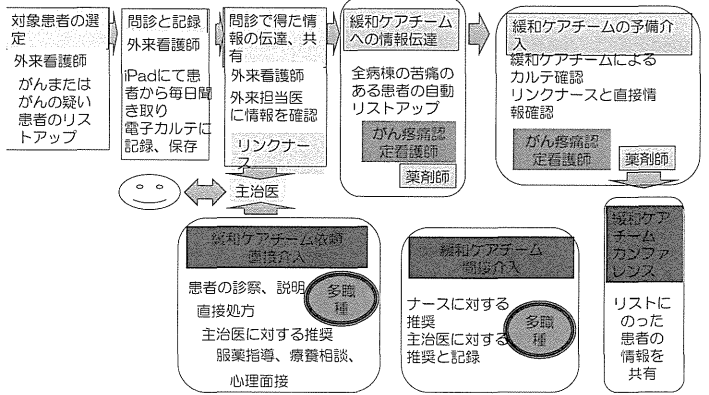 対象患者の選
定
外来看護師
がんまたは
がんの疑い
患者のリス
トアップ
問診と記録
外来看護師
iPadにて患
者から毎日聞
き取り
電子カルテに
記録、保存
問診で得た情
報の伝達、共
有
外来看護師
外来担当医
に情報を確認
リンクナー
ス
主治医
緩和ケアチーム
への情報伝達
全病棟の苦痛の
ある患者の自動
リストアップ
がん疼痛認
定看護師
薬剤師
緩和ケアチームの予備介
入
緩和ケアチームによる
カルテ確認
リンクナースと直接情
報確認
がん疼痛認
定看護師
薬剤師
緩和ケアチーム依頼
直接介入
患者の診察、説明
直接処方
主治医に対する推奨
服薬指導、療養相談、
心理面接
多職
種
緩和ケアチーム
間接介入
ナースに対する
推奨
主治医に対する
推奨と記録
多職
種
緩和ケア
チーム
カンファ
レンス
リストに
のった
患者の
情報を
共有